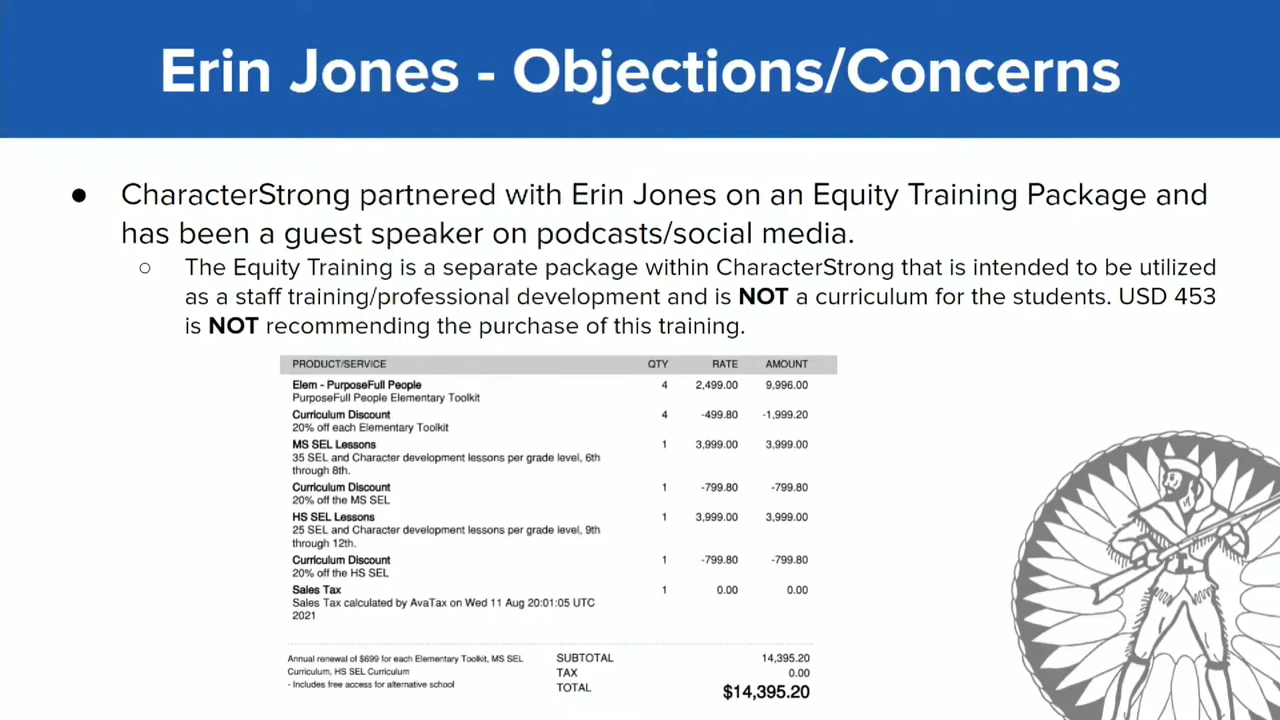 Erin Jones - Objections/Concerns
● CharacterStrong partnered with Erin Jones on an Equity Training Package and
has been a guest speaker on podcasts/social media.
○ The Equity Training is a separate package within CharacterStrong that is intended to be utilized
as a staff training/professional development and is NOT a curriculum for the students. USD 453
is NOT recommending the purchase of this training.
PRODUCT/SERVICE QTY RATE AMOUNT
Elem - PurposeFull People 4 2,499.00 9,996.00
PurposeFull People Elementary Toolkit
Curriculum Discount 4 -499.80 -1,999.20
20% off each Elementary Toolkit
MS SEL Lessons 1 3,999.00 3,999.00
35 SEL and Character development lessons per grade level, 6th
through 8th.
Curriculum Discount 1 -799.80 -799.80
20% off the MS SEL
HS SEL Lessons 1 3,999.00 3,999.00
25 SEL and Character development lessons per grade level, 9th
through 12th.
Curriculum Discount 1 -799.80 -799.80
20% off the HS SEL
Sales Tax 1 0.00 0.00
Sales Tax calculated by AvaTax on Wed 11 Aug 20:01:05 UTC
2021
Annual renewal of $699 for each Elementary Toolkit, MS SEL
Curriculum, HS SEL Curriculum
- Includes free access for alternative school
SUBTOTAL 14,395.20
TAX 0.00
TOTAL $14,395.20
L